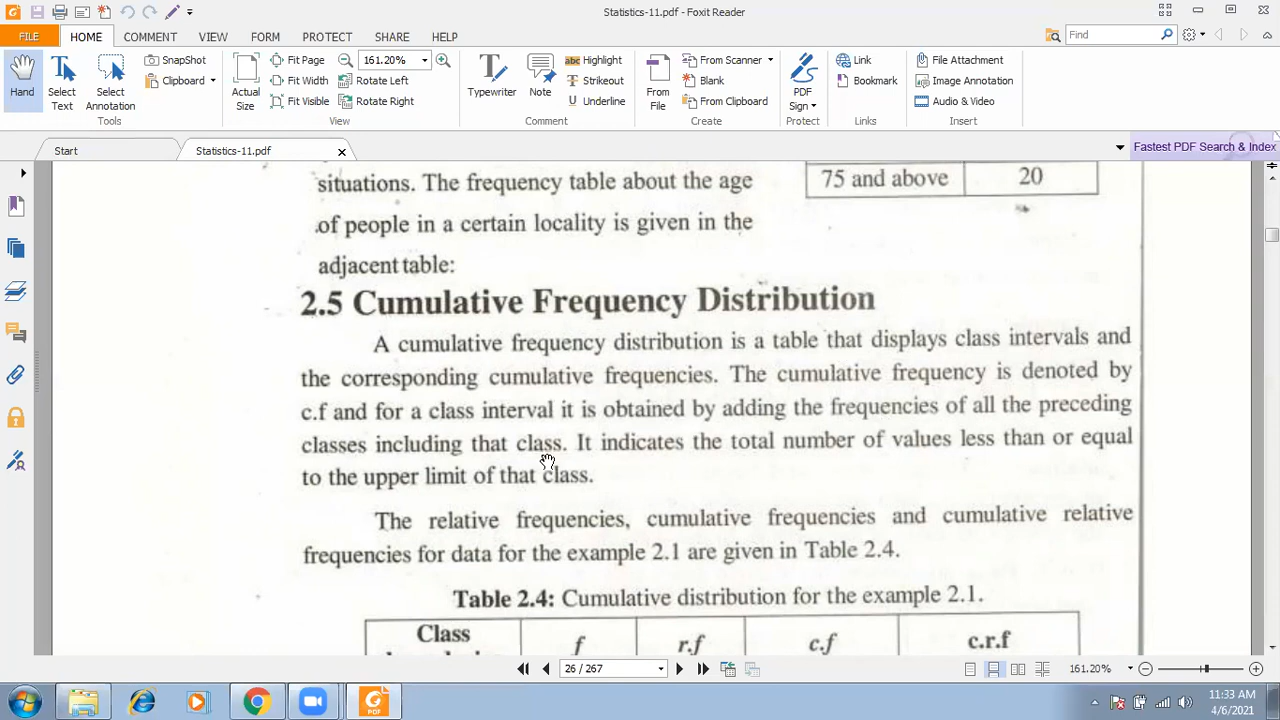 Statistics-11.pdf - Foxit Reader
FILE HOME COMMENT VIEW FORM PROTECT SHARE HELP Find
Hand
Select Text
Select Annotation
SnapShot
Clipboard
Tools
Actual Size
Fit Page
Fit Width
Fit Visible
161.20%
Rotate Left
Rotate Right
View
Typewriter
Note
Highlight
Strikeout
Underline
Comment
From File
From Scanner
Blank
From Clipboard
Create
PDF Sign
Protect
Link
Bookmark
Links
File Attachment
Image Annotation
Audio & Video
Insert
Start Statistics-11.pdf Fastest PDF Search & Index
situations. The frequency table about the age
of people in a certain locality is given in the
adjacent table:
75 and above 20
2.5 Cumulative Frequency Distribution
A cumulative frequency distribution is a table that displays class intervals and
the corresponding cumulative frequencies. The cumulative frequency is denoted by
c.f and for a class interval it is obtained by adding the frequencies of all the preceding
classes including that class. It indicates the total number of values less than or equal
to the upper limit of that class.
The relative frequencies, cumulative frequencies and cumulative relative
frequencies for data for the example 2.1 are given in Table 2.4.
Table 2.4: Cumulative distribution for the example 2.1.
Class f r.f c.f c.r.f
26 / 267 161.20%
11:33 AM
4/6/2021